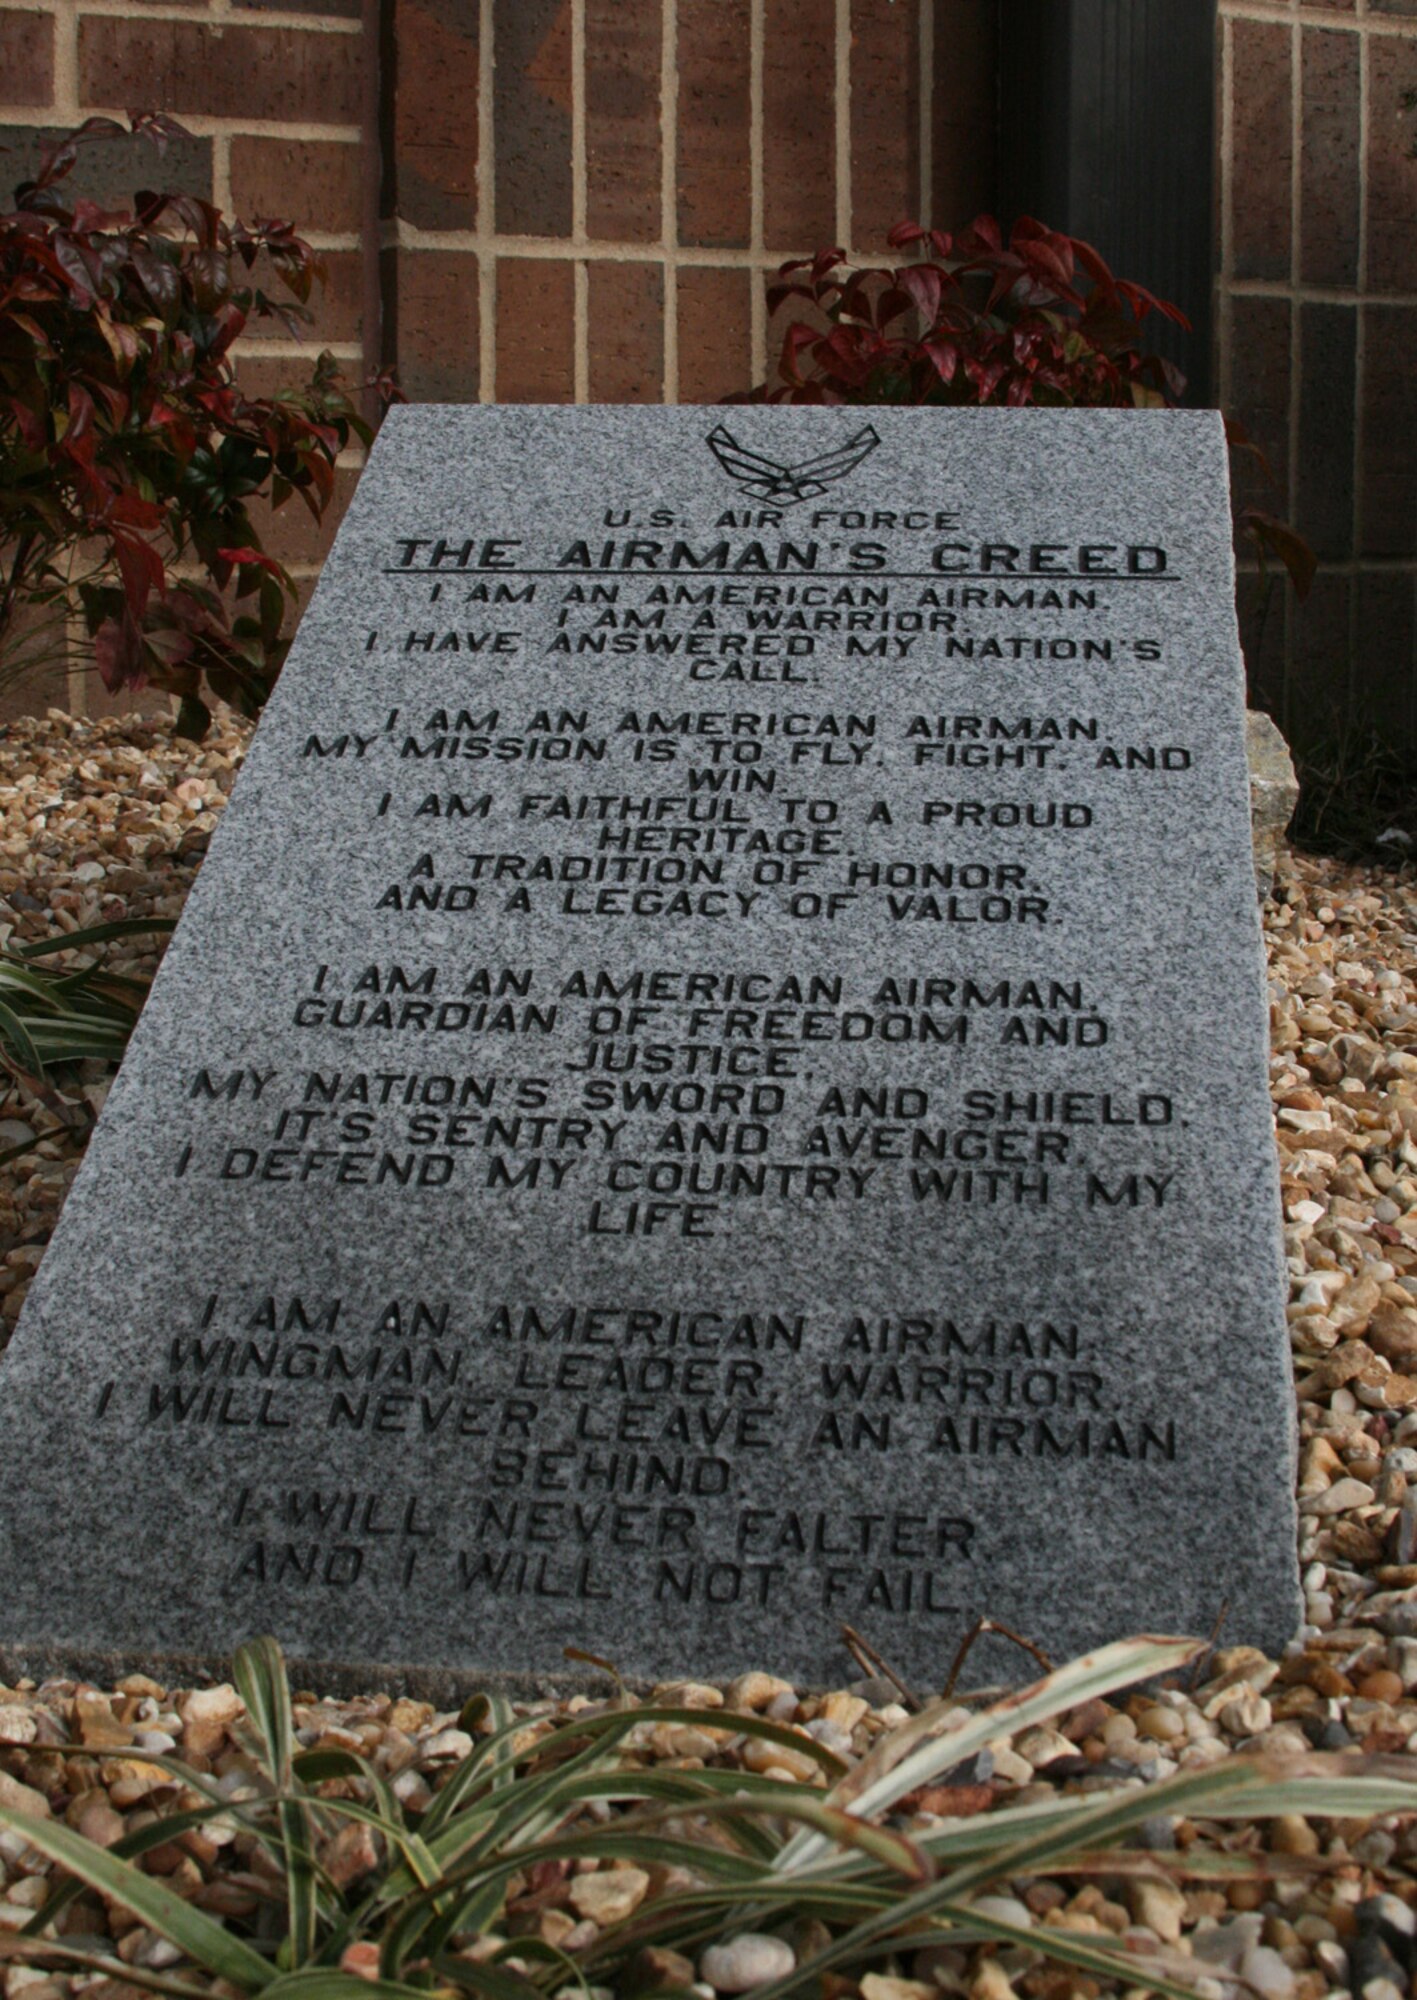 U.S. AIR FORCE
THE AIRMAN'S CREED
I AM AN AMERICAN AIRMAN.
I AM A WARRIOR.
I HAVE ANSWERED MY NATION'S
CALL.
I AM AN AMERICAN AIRMAN.
MY MISSION IS TO FLY, FIGHT, AND
WIN.
I AM FAITHFUL TO A PROUD
HERITAGE,
A TRADITION OF HONOR,
AND A LEGACY OF VALOR.
I AM AN AMERICAN AIRMAN,
GUARDIAN OF FREEDOM AND
JUSTICE,
MY NATION'S SWORD AND SHIELD,
IT'S SENTRY AND AVENGER.
I DEFEND MY COUNTRY WITH MY
LIFE.
I AM AN AMERICAN AIRMAN:
WINGMAN, LEADER, WARRIOR.
I WILL NEVER LEAVE AN AIRMAN
BEHIND.
I WILL NEVER FALTER,
AND I WILL NOT FAIL.